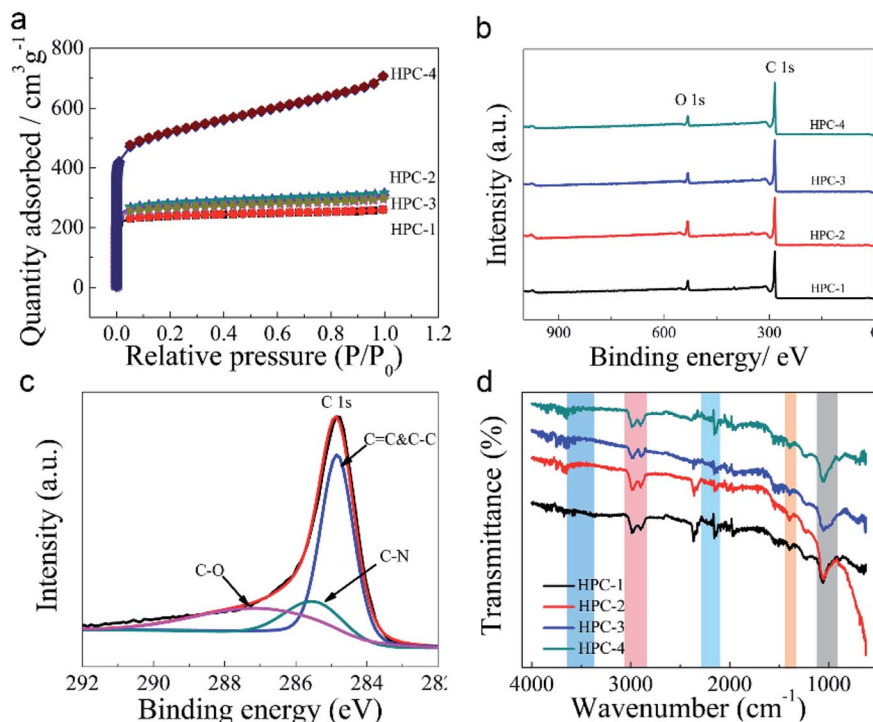 a
Quantity adsorbed / cm³ g⁻¹
800
600
400
200
0
HPC-4
HPC-2
HPC-3
HPC-1
0.0 0.2 0.4 0.6 0.8 1.0 1.2
Relative pressure (P/P₀)
b
Intensity (a.u.)
C 1s
O 1s
HPC-4
HPC-3
HPC-2
HPC-1
900 600 300
Binding energy/ eV
c
Intensity (a.u.)
C 1s
C=C&C-C
C-N
C-O
292 290 288 286 284
Binding energy (eV)
d
Transmittance (%)
HPC-1
HPC-2
HPC-3
HPC-4
4000 3000 2000 1000
Wavenumber (cm⁻¹)